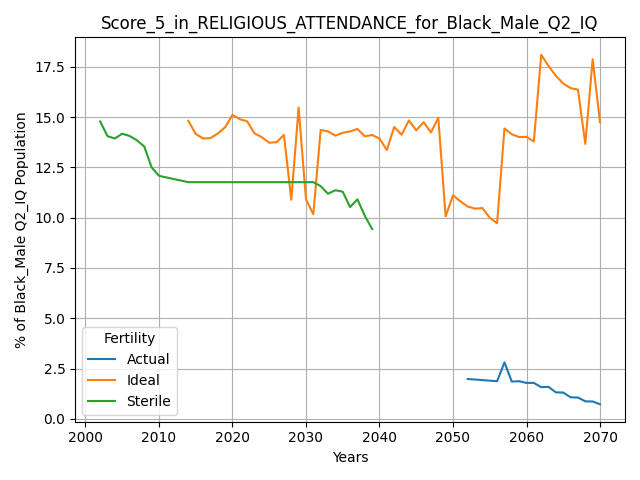 Score_5_in_RELIGIOUS_ATTENDANCE_for_Black_Male_Q2_IQ
% of Black_Male Q2_IQ Population
17.5
15.0
12.5
10.0
7.5
5.0
2.5
0.0
Fertility
Actual
Ideal
Sterile
2000 2010 2020 2030 2040 2050 2060 2070
Years